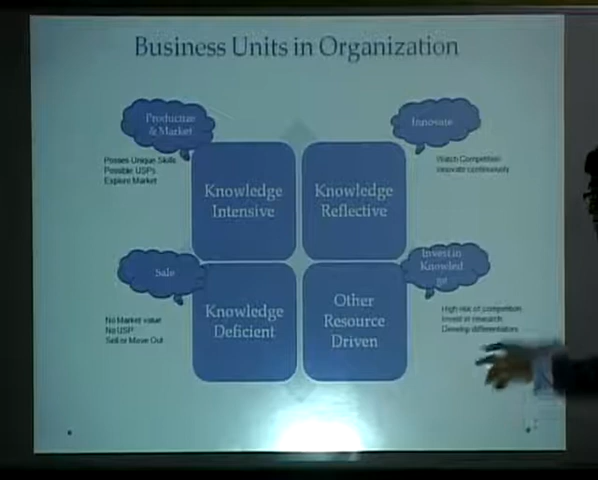 Business Units in Organization
Productize
& Market
Innovate
Posses Unique Skills
Possible USPs
Explore Market
Watch Competition
Innovate continuously
Knowledge
Intensive
Knowledge
Reflective
Sale
Invest in
Knowled
ge
Knowledge
Deficient
Other
Resource
Driven
No Market value
No USP
Sell or Move Out
High risk of competition
Invest in research
Develop differentiators